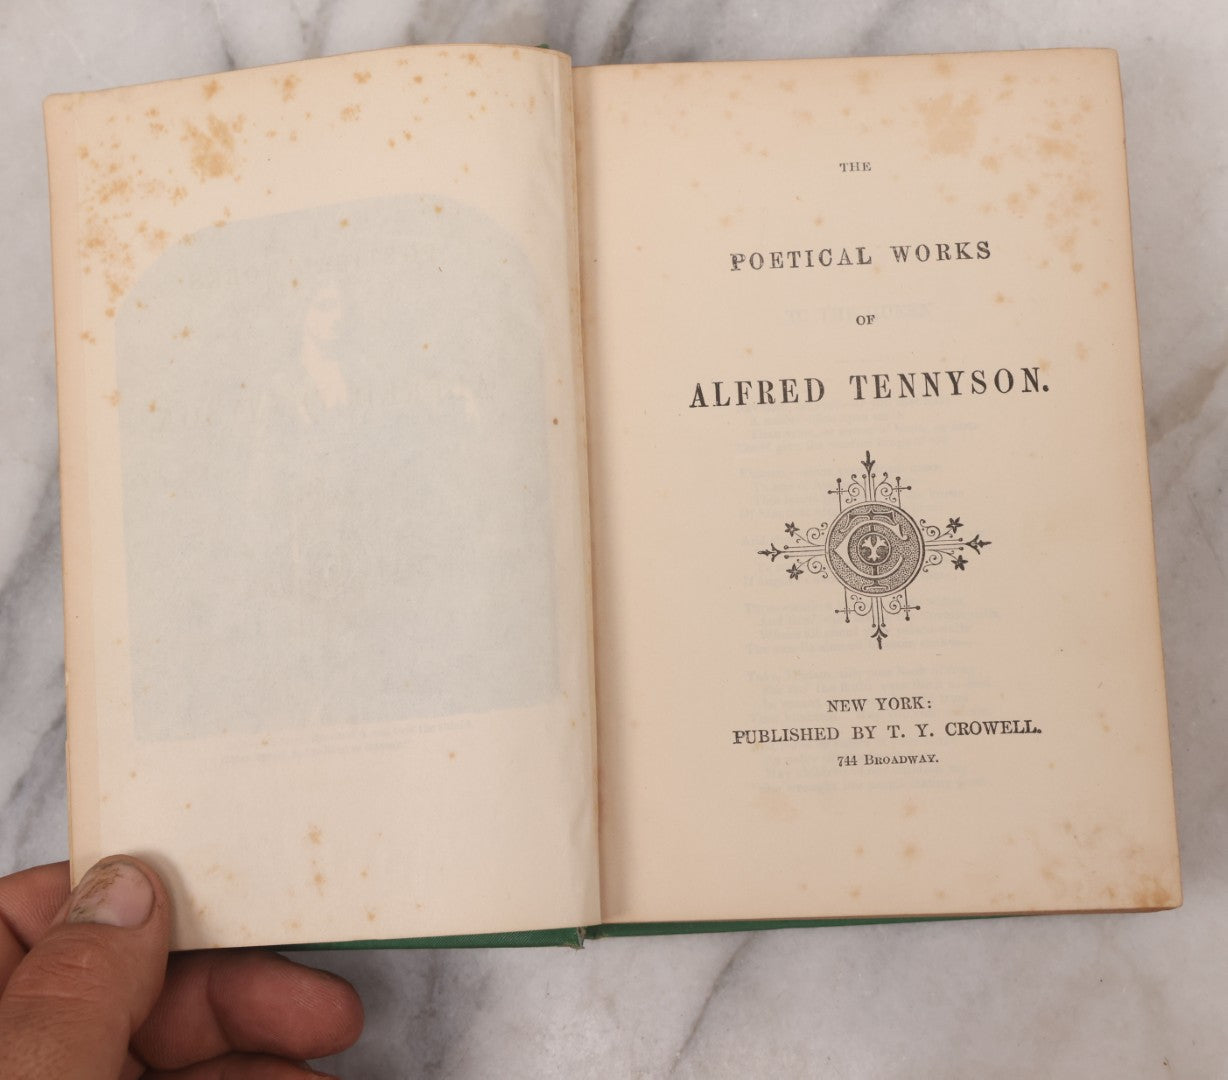 THE
POETICAL WORKS
OF
ALFRED TENNYSON.
NEW YORK:
PUBLISHED BY T. Y. CROWELL.
744 BROADWAY.